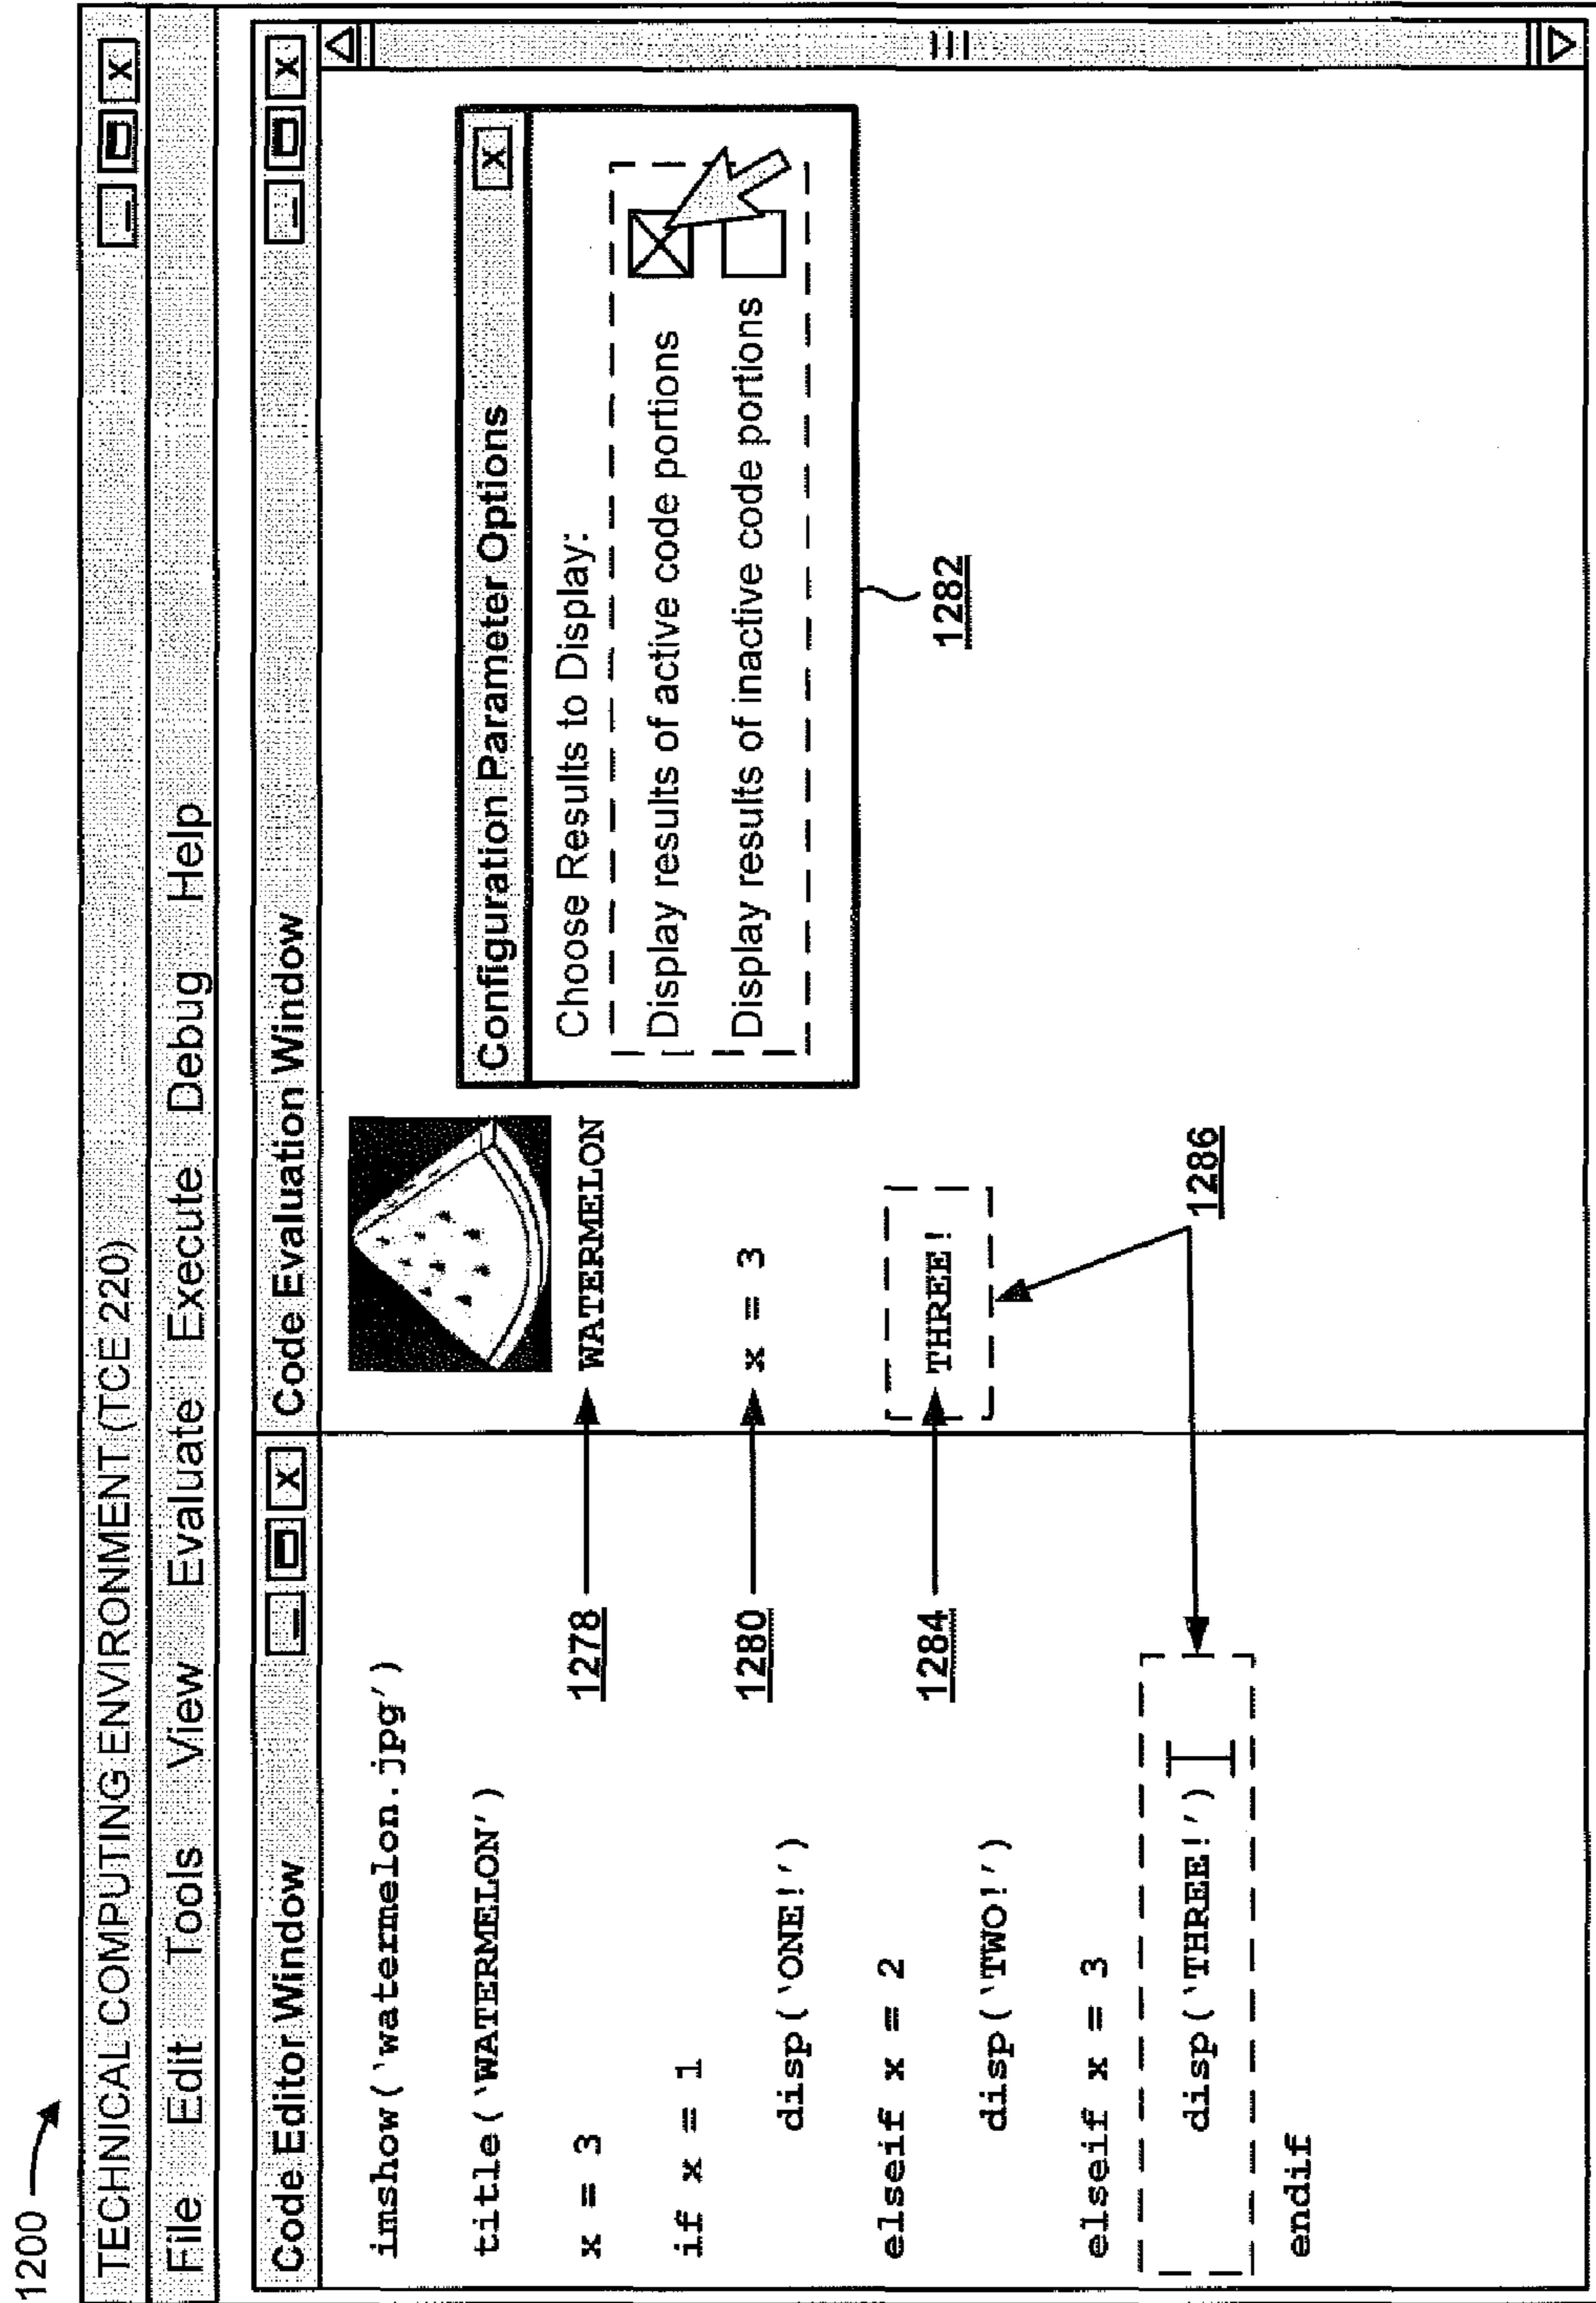 1200
TECHNICAL COMPUTING ENVIRONMENT (TCE 220)
_ X
File Edit Tools View Evaluate Execute Debug Help
Code Editor Window
_ X
imshow(‘watermelon.jpg’)
title(‘WATERMELON’)
x = 3
if x = 1
disp(‘ONE!’)
elseif x = 2
disp(‘TWO!’)
elseif x = 3
disp(‘THREE!’)
endif
1278
1280
1284
Code Evaluation Window
_ X
WATERMELON
x = 3
THREE!
1286
Configuration Parameter Options
X
Choose Results to Display:
Display results of active code portions
Display results of inactive code portions
1282